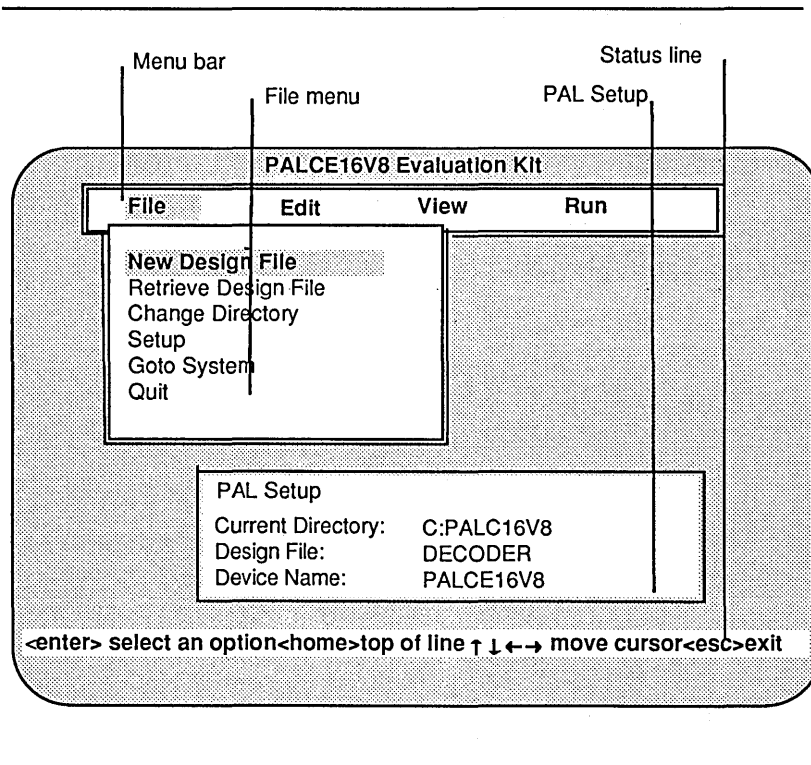 Menu bar
Status line
File menu
PAL Setup
PALCE16V8 Evaluation Kit
File Edit View Run
New Design File
Retrieve Design File
Change Directory
Setup
Goto System
Quit
PAL Setup
Current Directory: C:PALC16V8
Design File: DECODER
Device Name: PALCE16V8
<enter> select an option<home>top of line ↑ ↓ ←→ move cursor<esc>exit